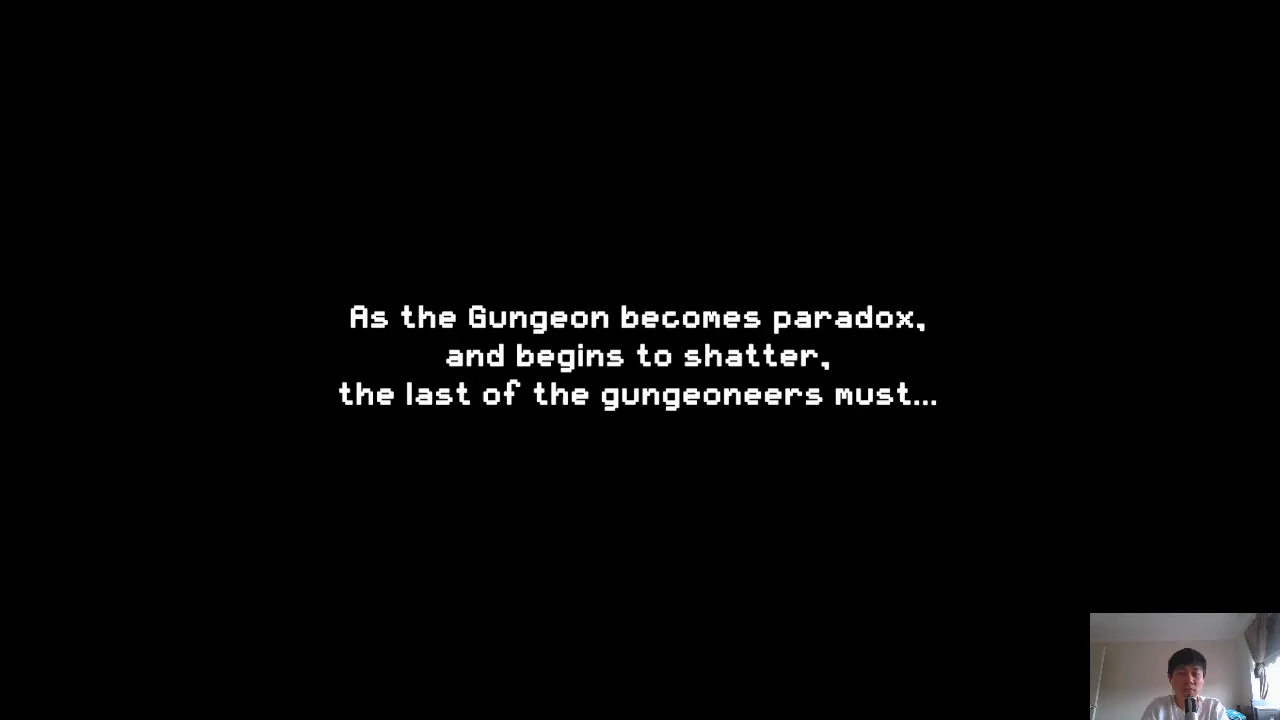 As the Gungeon becomes paradox,
and begins to shatter,
the last of the gungeoneers must...